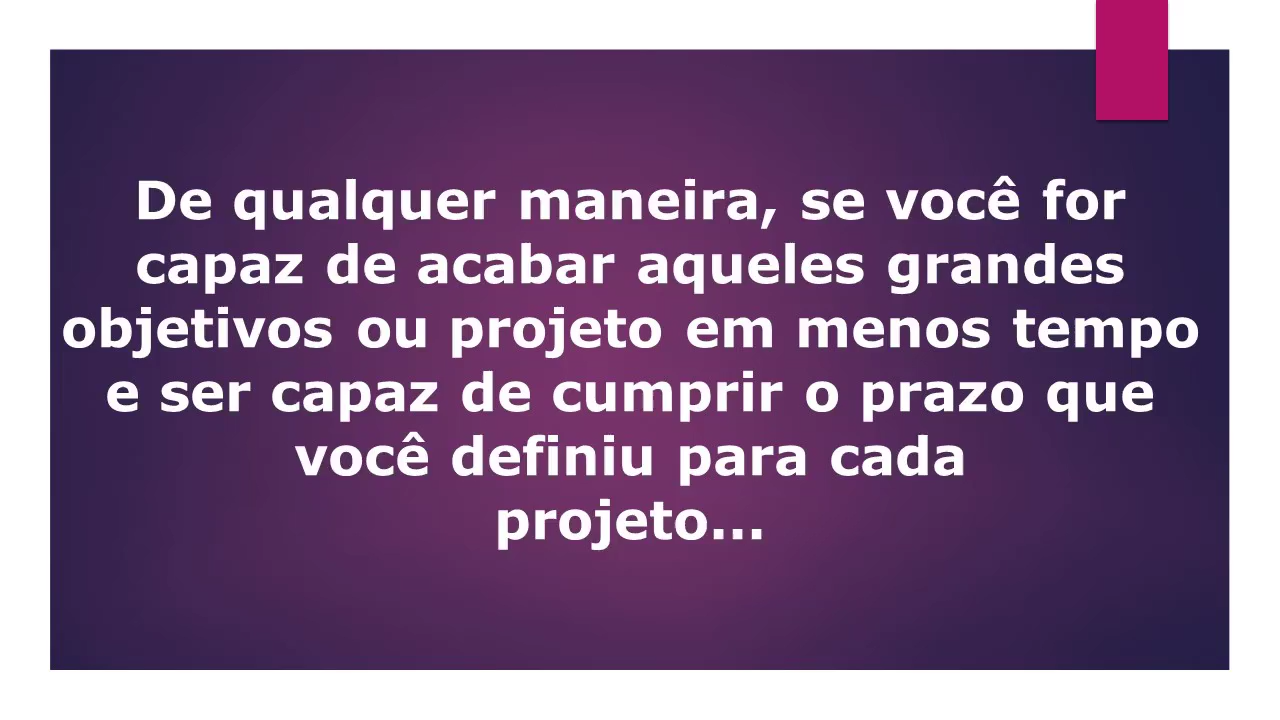 De qualquer maneira, se você for
capaz de acabar aqueles grandes
objetivos ou projeto em menos tempo
e ser capaz de cumprir o prazo que
você definiu para cada
projeto...